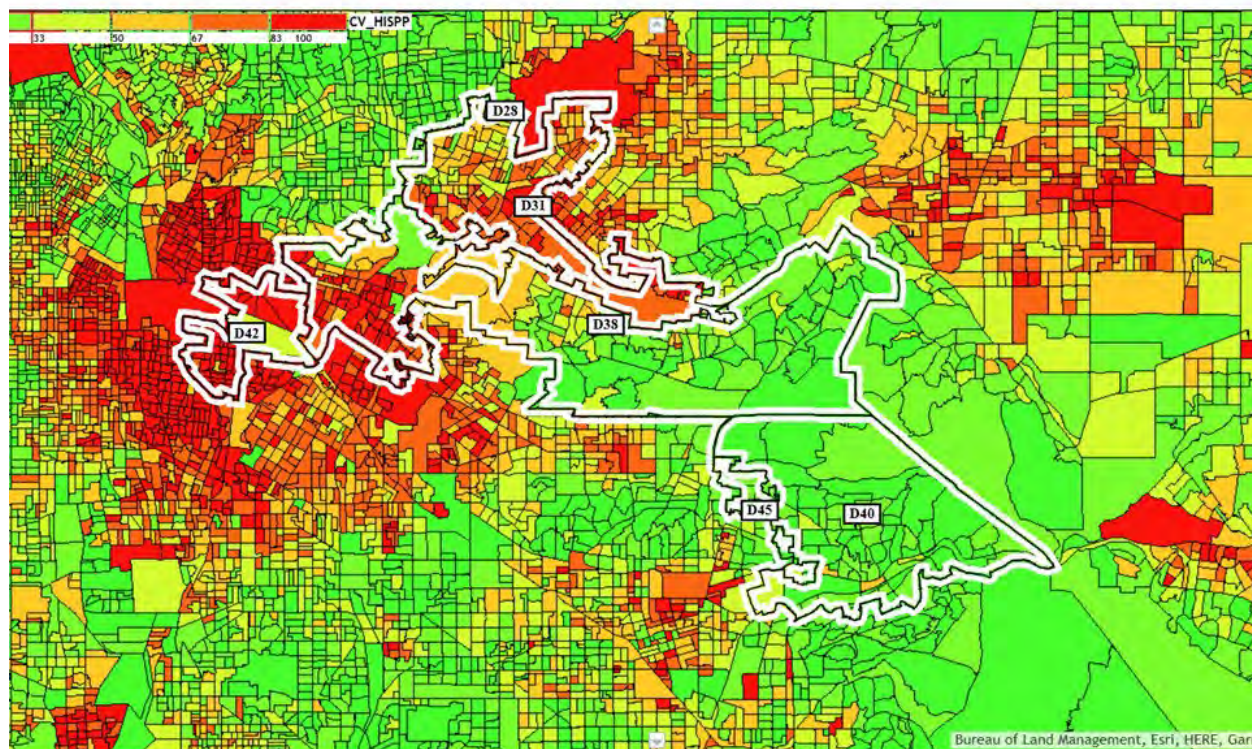 CV_HISPP
33 50 67 83 100
D28
D31
D42
D38
D45
D40
Bureau of Land Management, Esri, HERE, Gar